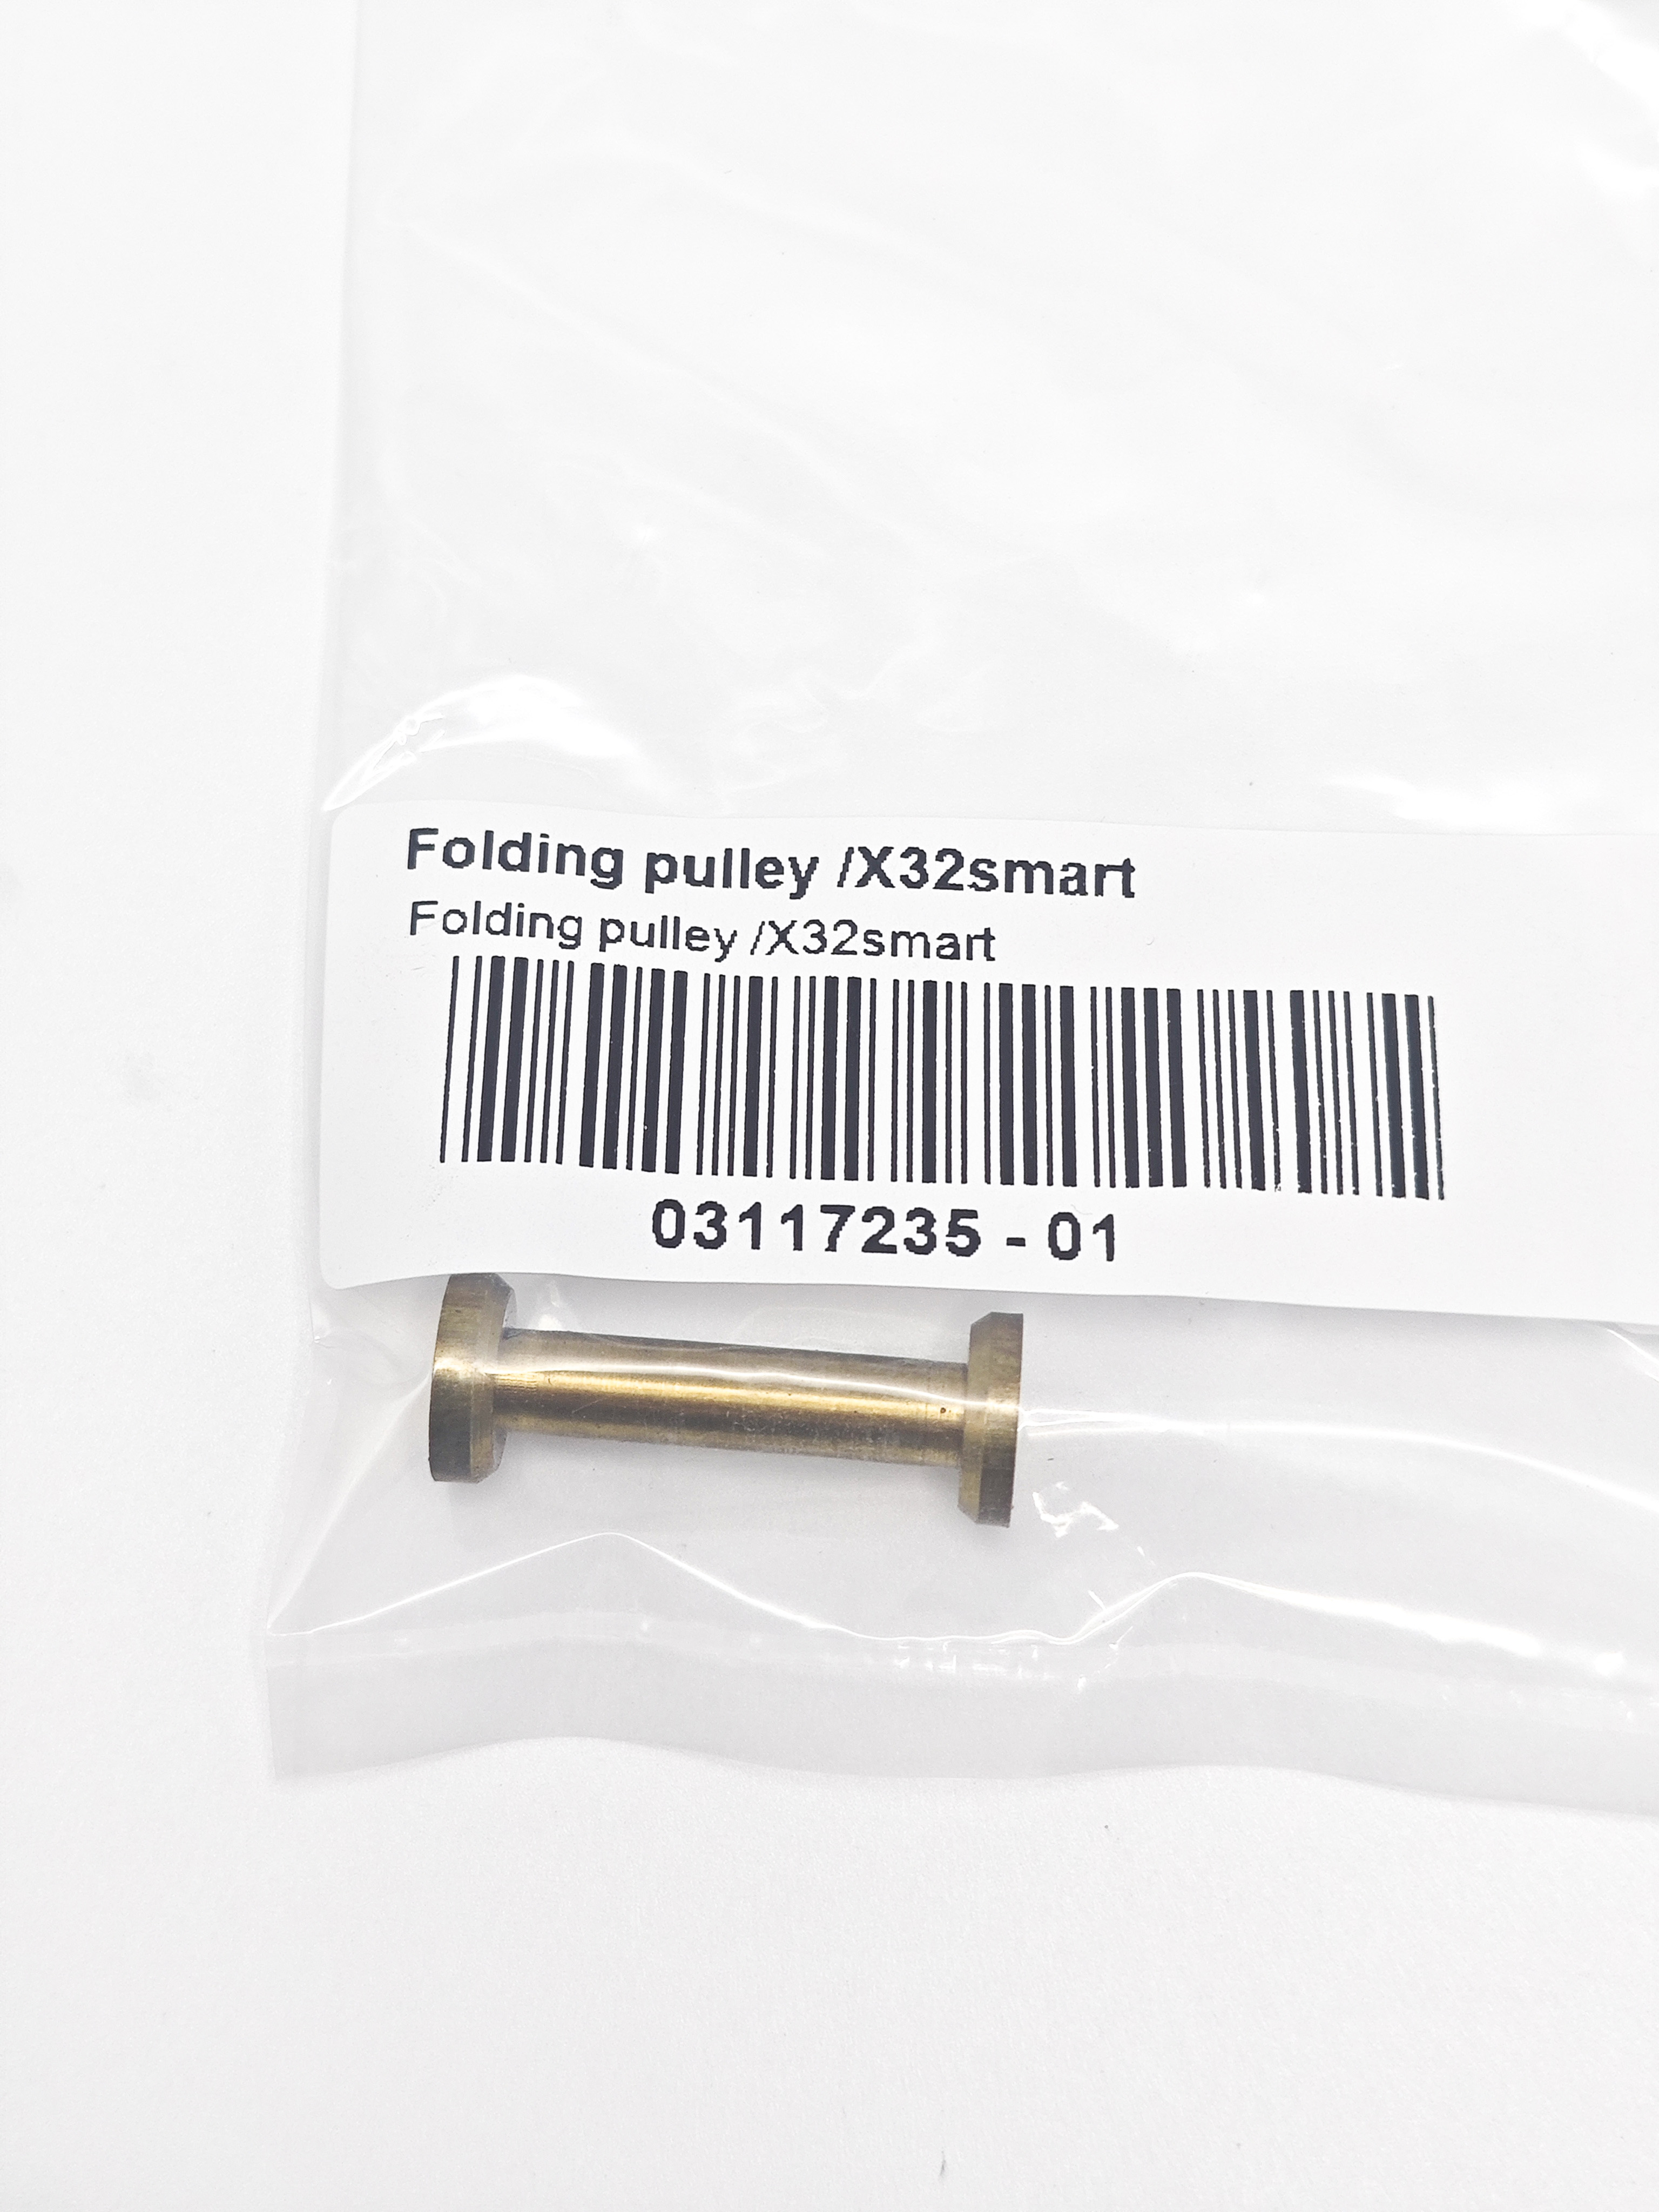 Folding pulley /X32smart
Folding pulley /X32smart
03117235 - 01